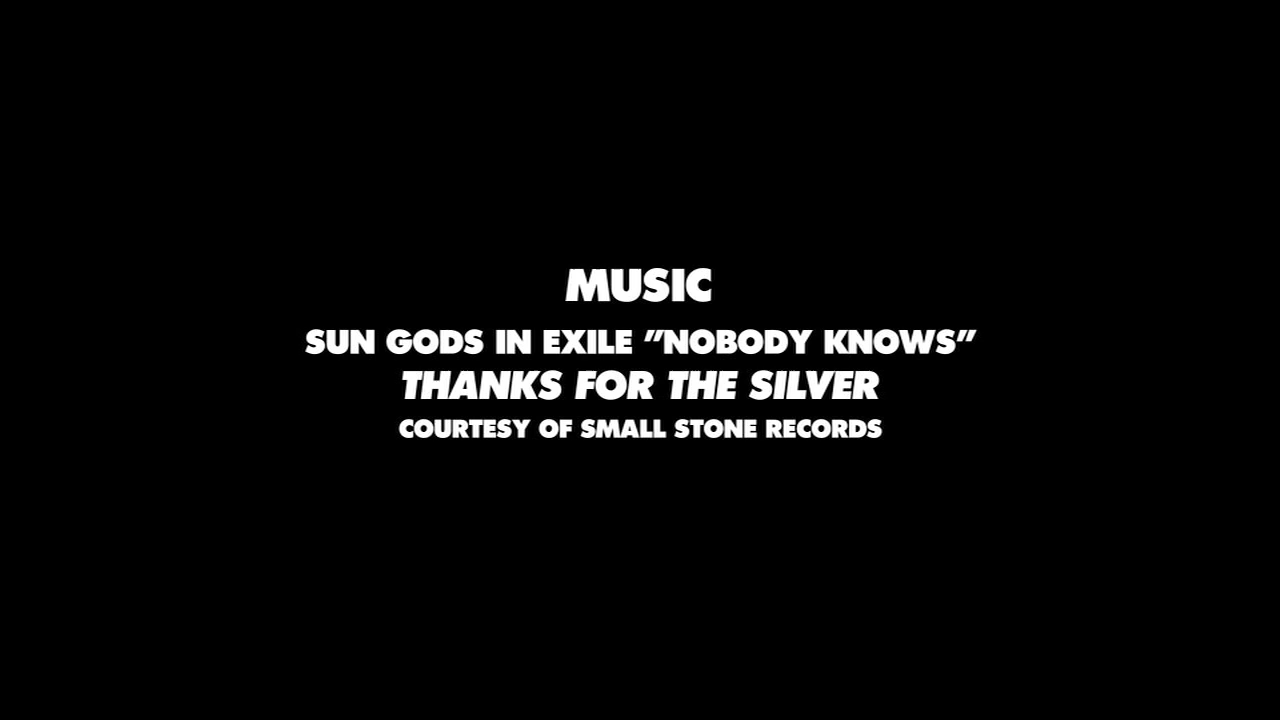 MUSIC
SUN GODS IN EXILE "NOBODY KNOWS"
THANKS FOR THE SILVER
COURTESY OF SMALL STONE RECORDS